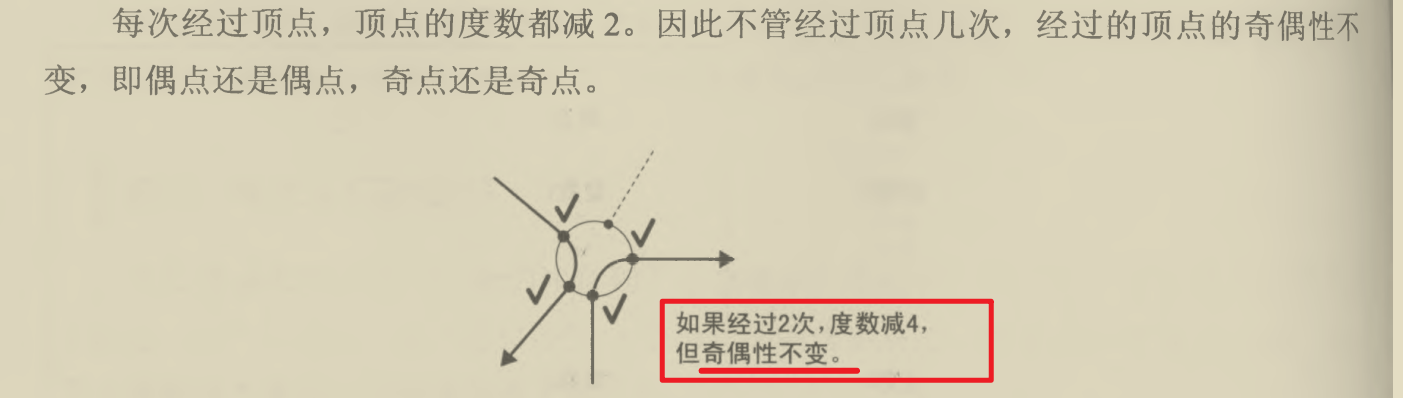 每次经过顶点，顶点的度数都减2。因此不管经过顶点几次，经过的顶点的奇偶性不
变，即偶点还是偶点，奇点还是奇点。
如果经过2次，度数减4，
但奇偶性不变。